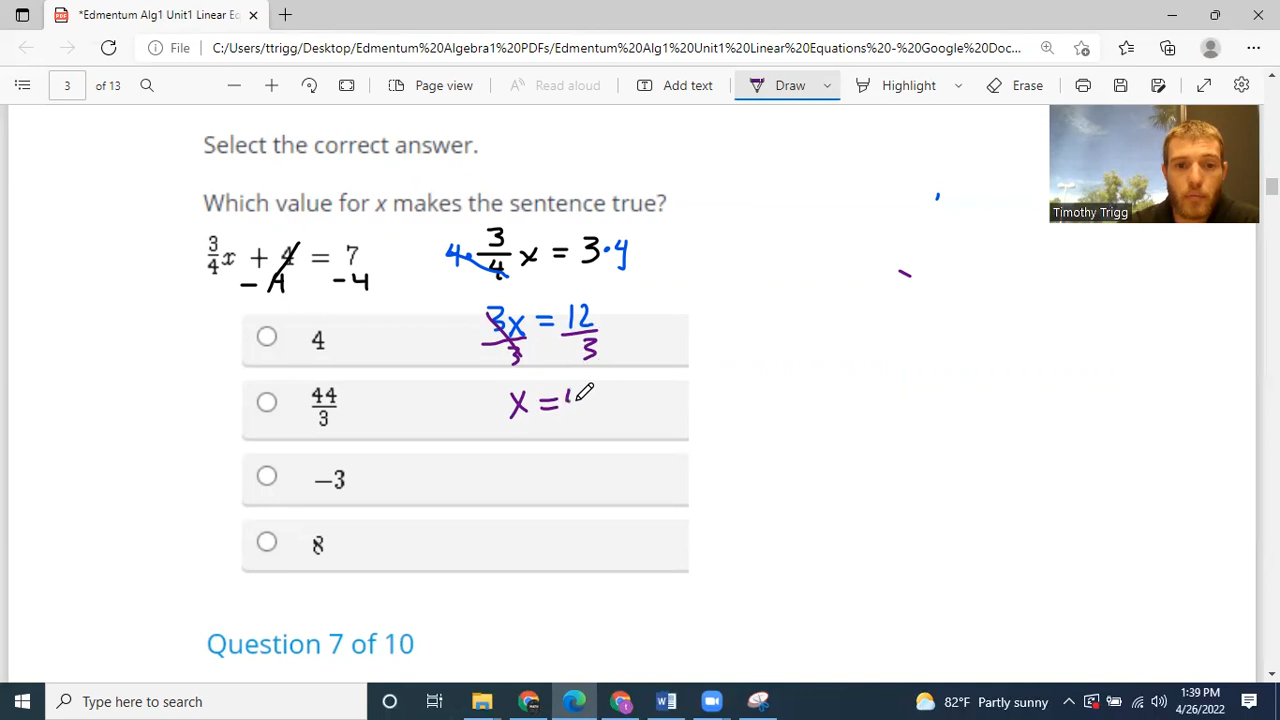 *Edmentum Alg1 Unit1 Linear Eq
File C:/Users/ttrigg/Desktop/Edmentum%20Algebra1%20PDFs/Edmentum%20Alg1%20Unit1%20Linear%20Equations%20-%20Google%20Doc...
3 of 13 Page view Read aloud Add text Draw Highlight Erase
Select the correct answer.
Which value for x makes the sentence true?
3/4 x + 4 = 7
- 4 -4
4 · 3/4 x = 3 · 4
3x/3 = 12/3
x =
4
44/3
−3
8
Question 7 of 10
Timothy Trigg
Type here to search
82°F Partly sunny
1:39 PM
4/26/2022